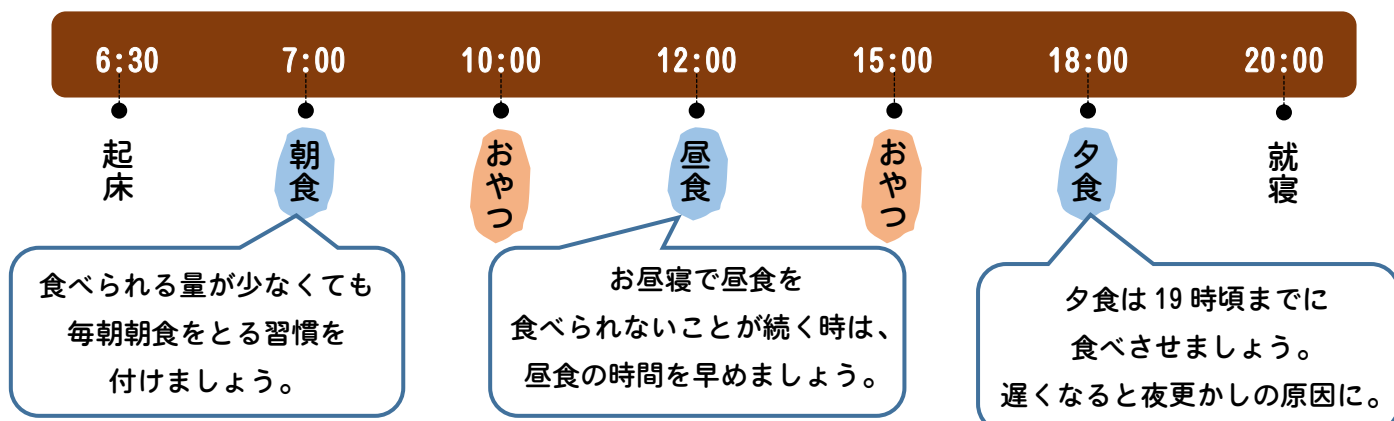 6:30 7:00 10:00 12:00 15:00 18:00 20:00
起床
朝食
おやつ
昼食
おやつ
夕食
就寝
食べられる量が少なくても
毎朝朝食をとる習慣を
付けましょう。
お昼寝で昼食を
食べられないことが続く時は、
昼食の時間を早めましょう。
夕食は 19 時頃までに
食べさせましょう。
遅くなると夜更かしの原因に。